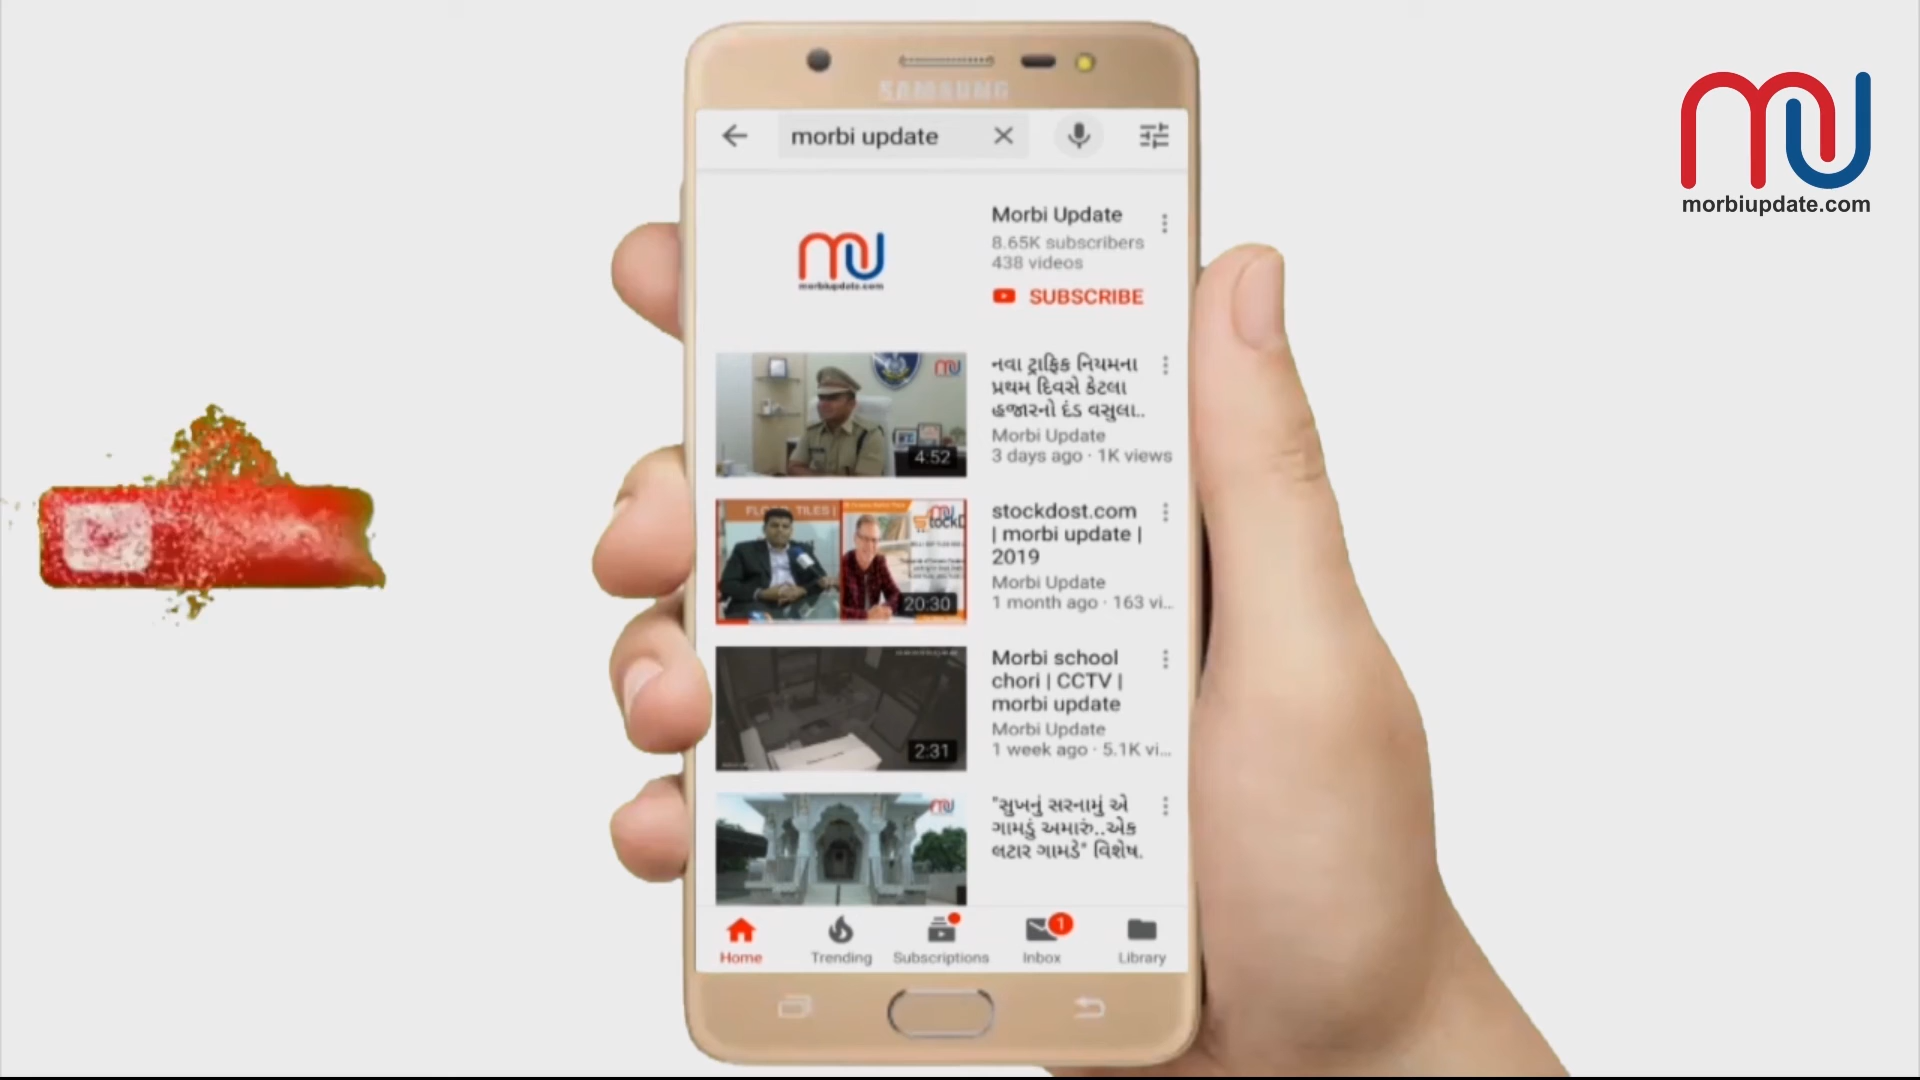 SAMSUNG
morbi update
morbiupdate.com
Morbi Update
8.65K subscribers
438 videos
SUBSCRIBE
morbiupdate.com
નવા ટ્રાફિક નિયમના
પ્રથમ દિવસે કેટલા
હજારનો દંડ વસુલા..
Morbi Update
3 days ago · 1K views
4:52
stockdost.com
| morbi update |
2019
Morbi Update
1 month ago · 163 vi...
TILES |
20:30
Morbi school
chori | CCTV |
morbi update
Morbi Update
1 week ago · 5.1K vi...
2:31
"સુખનું સરનામું એ
ગામડું અમારું..એક
લટાર ગામડે" વિશેષ.
1
Home Trending Subscriptions Inbox Library